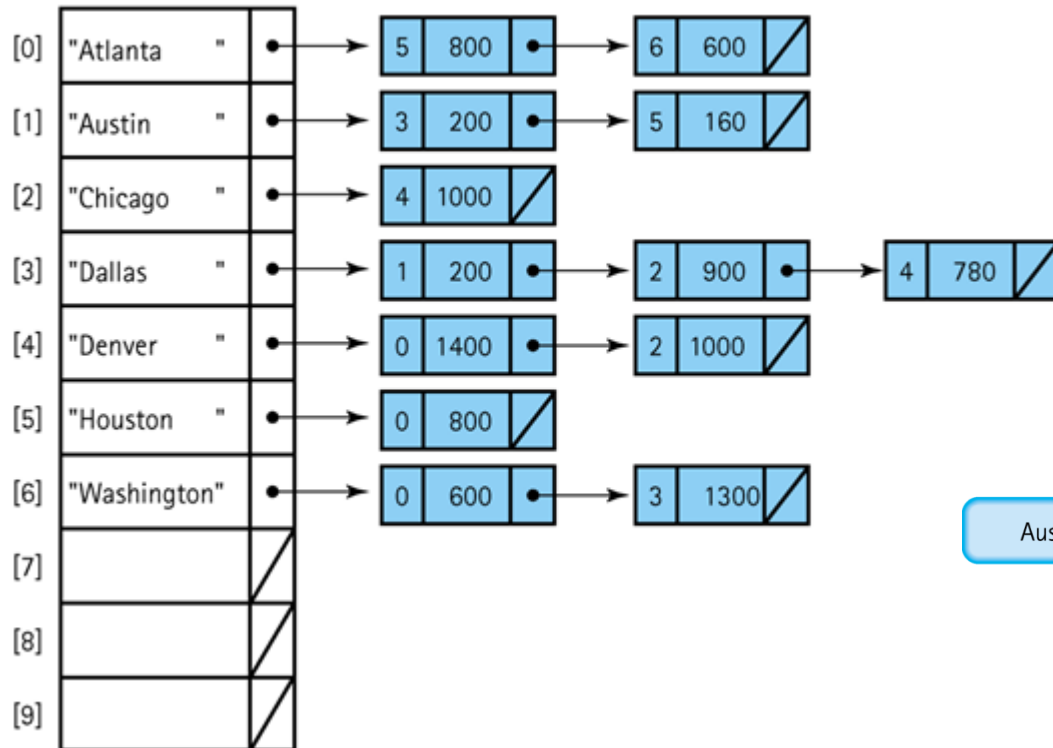 [0] "Atlanta " 5 800 6 600
[1] "Austin " 3 200 5 160
[2] "Chicago " 4 1000
[3] "Dallas " 1 200 2 900 4 780
[4] "Denver " 0 1400 2 1000
[5] "Houston " 0 800
[6] "Washington" 0 600 3 1300
Aus
[7]
[8]
[9]